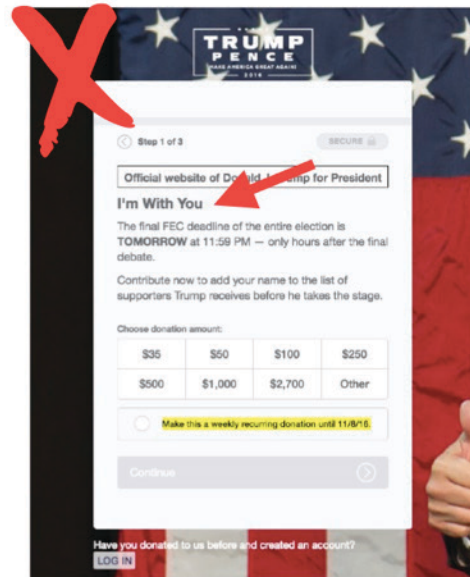 TRUMP
PENCE
MAKE AMERICA GREAT AGAIN!
2016
Step 1 of 3
SECURE
Official website of Donald J. Trump for President
I'm With You
The final FEC deadline of the entire election is
TOMORROW at 11:59 PM — only hours after the final
debate.
Contribute now to add your name to the list of
supporters Trump receives before he takes the stage.
Choose donation amount:
$35 $50 $100 $250
$500 $1,000 $2,700 Other
Make this a weekly recurring donation until 11/8/16.
Continue
Have you donated to us before and created an account?
LOG IN